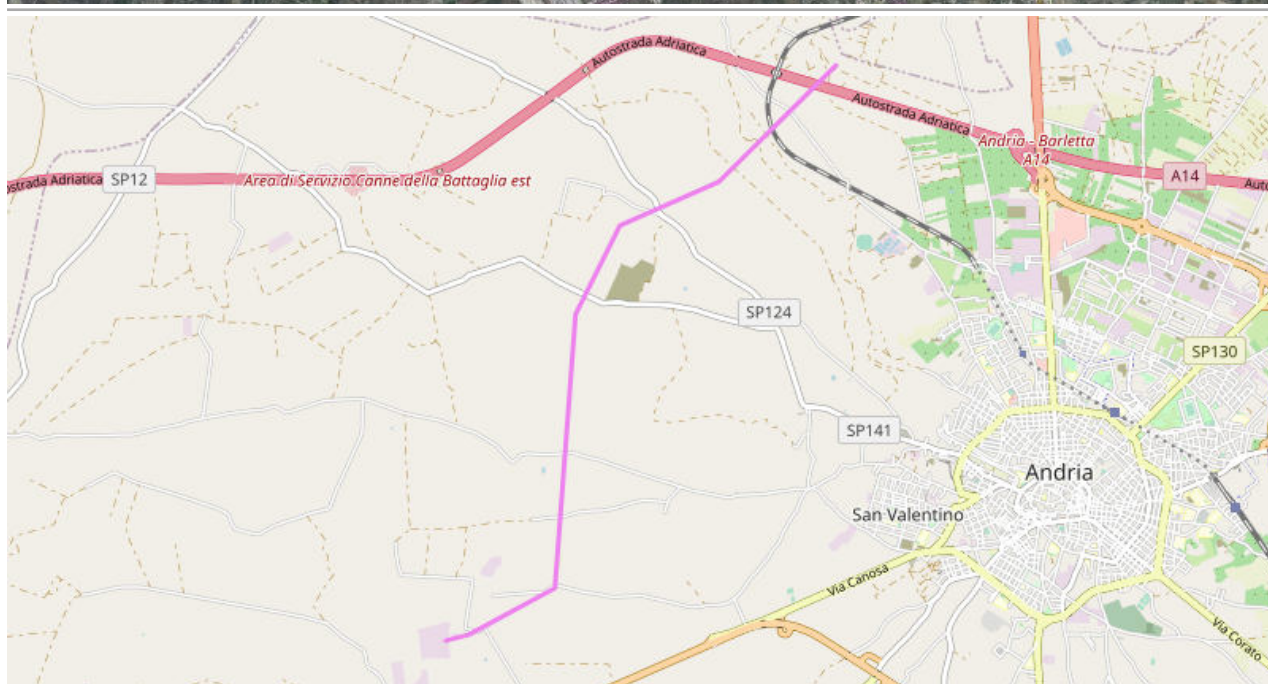 Autostrada Adriatica
Autostrada Adriatica
Andria - Barletta
A14
A14
ostrada Adriatica
SP12
Area di Servizio Canne della Battaglia est
Auto
SP124
SP130
SP141
Andria
San Valentino
Via Canosa
Via Corato